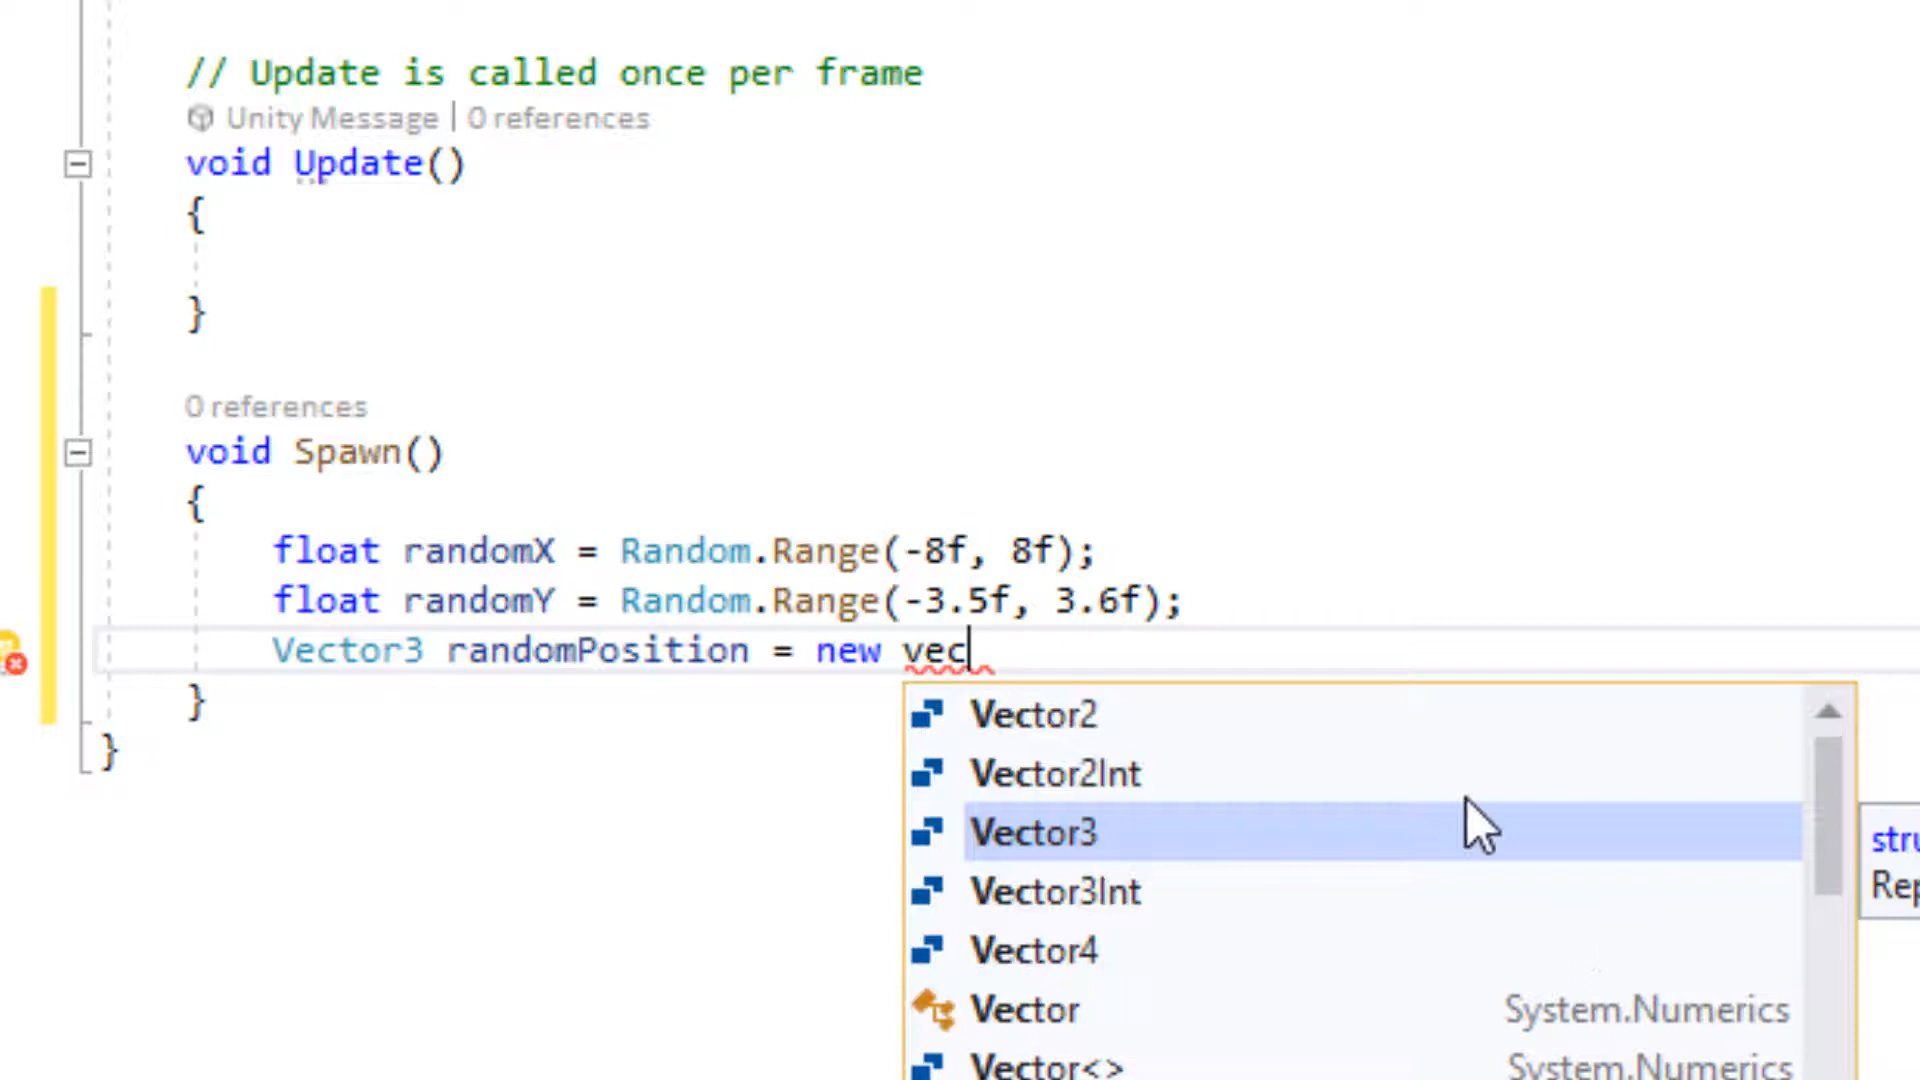 // Update is called once per frame
Unity Message | 0 references
void Update()
{
}
0 references
void Spawn()
{
float randomX = Random.Range(-8f, 8f);
float randomY = Random.Range(-3.5f, 3.6f);
Vector3 randomPosition = new vec
}
}
Vector2
Vector2Int
Vector3
Vector3Int
Vector4
Vector System.Numerics
Vector<> System.Numerics
stru
Rep